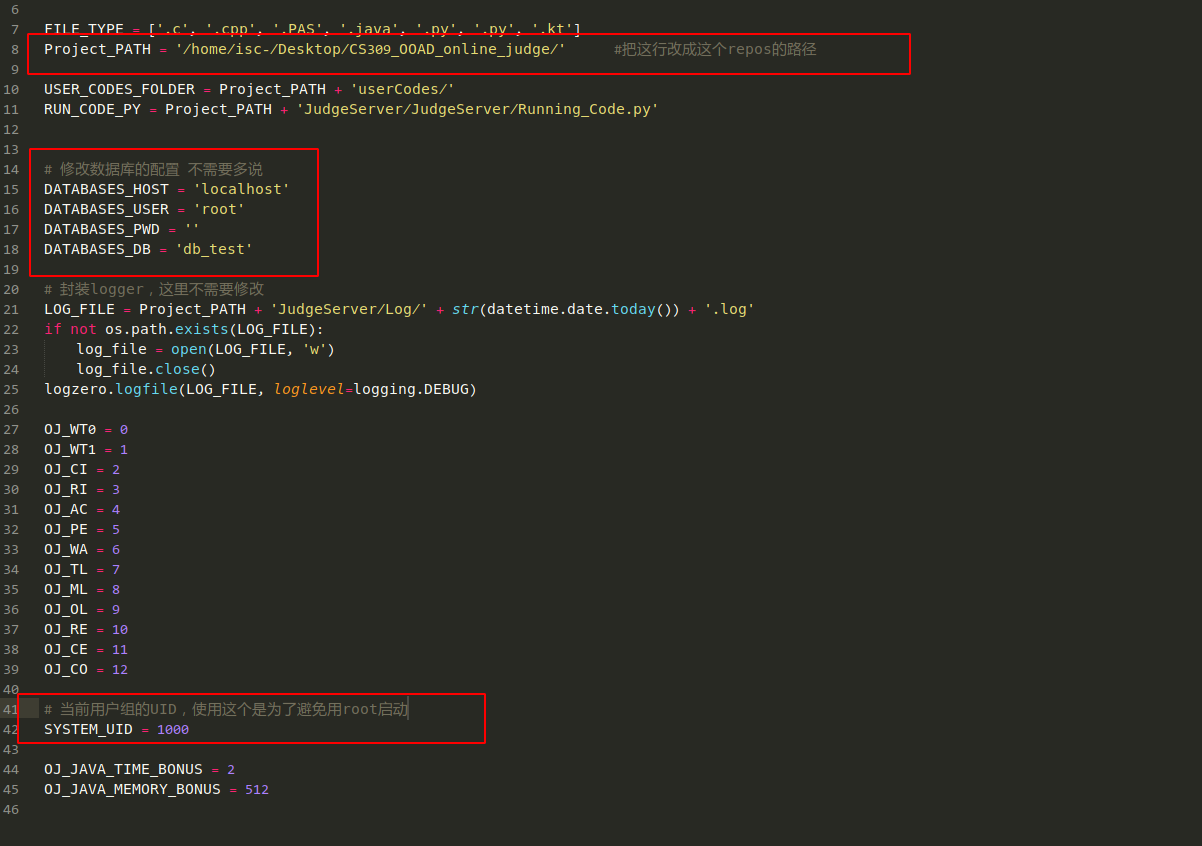 6
7 FILE_TYPE = ['.c', '.cpp', '.PAS', '.java', '.py', '.py', '.kt']
8 Project_PATH = '/home/isc-/Desktop/CS309_OOAD_online_judge/' #把这行改成这个repos的路径
9
10 USER_CODES_FOLDER = Project_PATH + 'userCodes/'
11 RUN_CODE_PY = Project_PATH + 'JudgeServer/JudgeServer/Running_Code.py'
12
13
14 # 修改数据库的配置 不需要多说
15 DATABASES_HOST = 'localhost'
16 DATABASES_USER = 'root'
17 DATABASES_PWD = ''
18 DATABASES_DB = 'db_test'
19
20 # 封装logger，这里不需要修改
21 LOG_FILE = Project_PATH + 'JudgeServer/Log/' + str(datetime.date.today()) + '.log'
22 if not os.path.exists(LOG_FILE):
23 log_file = open(LOG_FILE, 'w')
24 log_file.close()
25 logzero.logfile(LOG_FILE, loglevel=logging.DEBUG)
26
27 OJ_WT0 = 0
28 OJ_WT1 = 1
29 OJ_CI = 2
30 OJ_RI = 3
31 OJ_AC = 4
32 OJ_PE = 5
33 OJ_WA = 6
34 OJ_TL = 7
35 OJ_ML = 8
36 OJ_OL = 9
37 OJ_RE = 10
38 OJ_CE = 11
39 OJ_CO = 12
40
41 # 当前用户组的UID，使用这个是为了避免用root启动
42 SYSTEM_UID = 1000
43
44 OJ_JAVA_TIME_BONUS = 2
45 OJ_JAVA_MEMORY_BONUS = 512
46